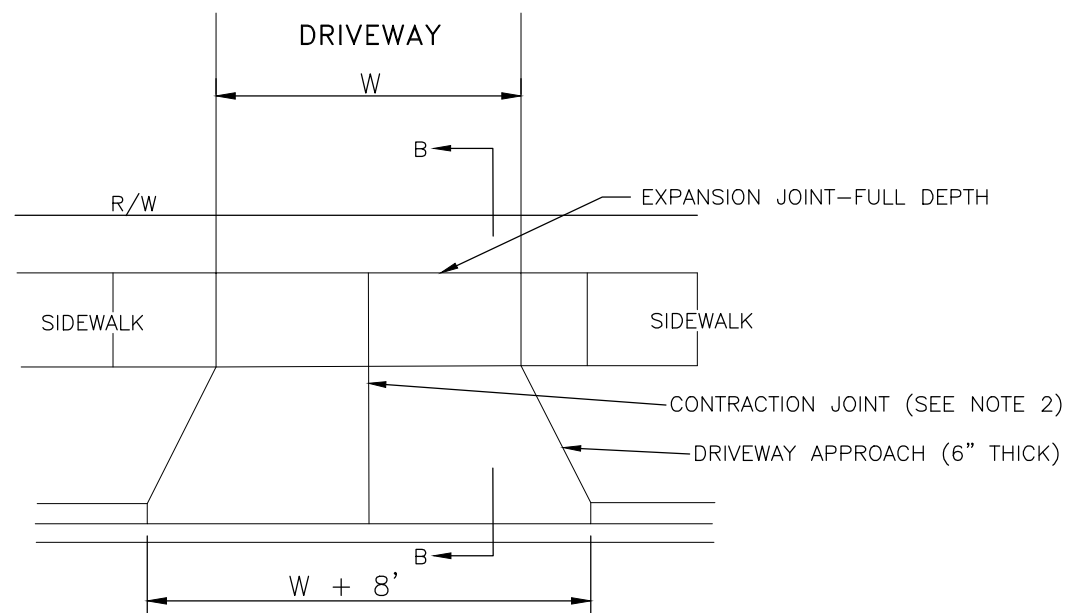 DRIVEWAY
W
B
EXPANSION JOINT–FULL DEPTH
R/W
SIDEWALK
SIDEWALK
CONTRACTION JOINT (SEE NOTE 2)
DRIVEWAY APPROACH (6” THICK)
B
W + 8'